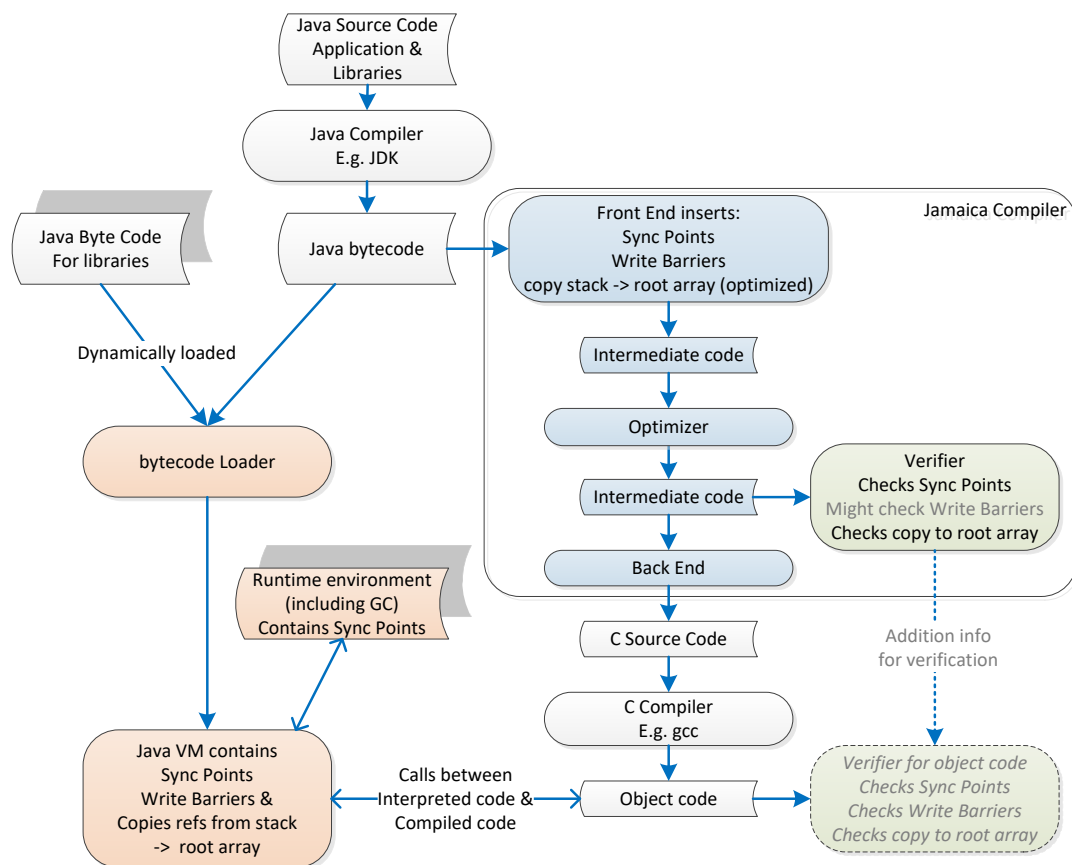 Java Source Code
Application &
Libraries
Java Compiler
E.g. JDK
Java Byte Code
For libraries
Java bytecode
Jamaica Compiler
Front End inserts:
Sync Points
Write Barriers
copy stack -> root array (optimized)
Dynamically loaded
Intermediate code
Optimizer
bytecode Loader
Intermediate code
Verifier
Checks Sync Points
Might check Write Barriers
Checks copy to root array
Back End
Runtime environment
(including GC)
Contains Sync Points
C Source Code
Addition info
for verification
C Compiler
E.g. gcc
Java VM contains
Sync Points
Write Barriers &
Copies refs from stack
-> root array
Calls between
Interpreted code &
Compiled code
Object code
Verifier for object code
Checks Sync Points
Checks Write Barriers
Checks copy to root array